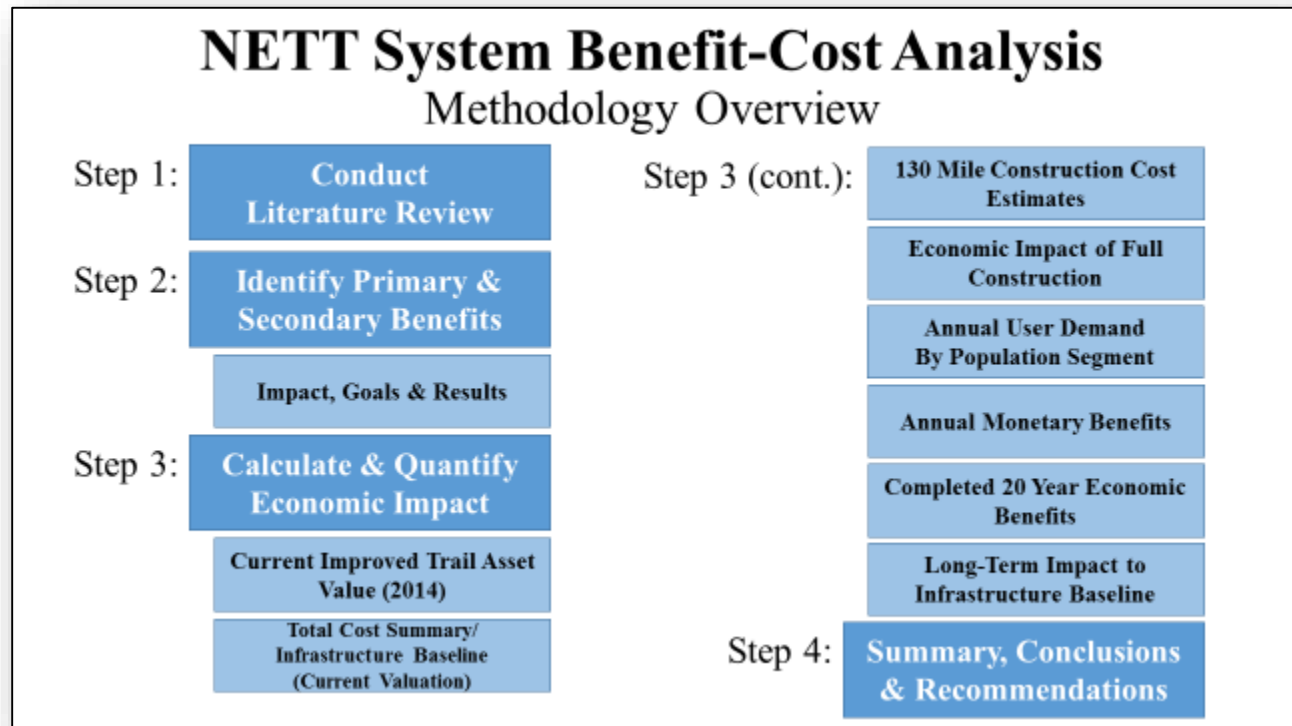 NETT System Benefit-Cost Analysis
Methodology Overview
Step 1:
Conduct
Literature Review
Step 2:
Identify Primary &
Secondary Benefits
Impact, Goals & Results
Step 3:
Calculate & Quantify
Economic Impact
Current Improved Trail Asset
Value (2014)
Total Cost Summary/
Infrastructure Baseline
(Current Valuation)
Step 3 (cont.):
130 Mile Construction Cost
Estimates
Economic Impact of Full
Construction
Annual User Demand
By Population Segment
Annual Monetary Benefits
Completed 20 Year Economic
Benefits
Long-Term Impact to
Infrastructure Baseline
Step 4:
Summary, Conclusions
& Recommendations